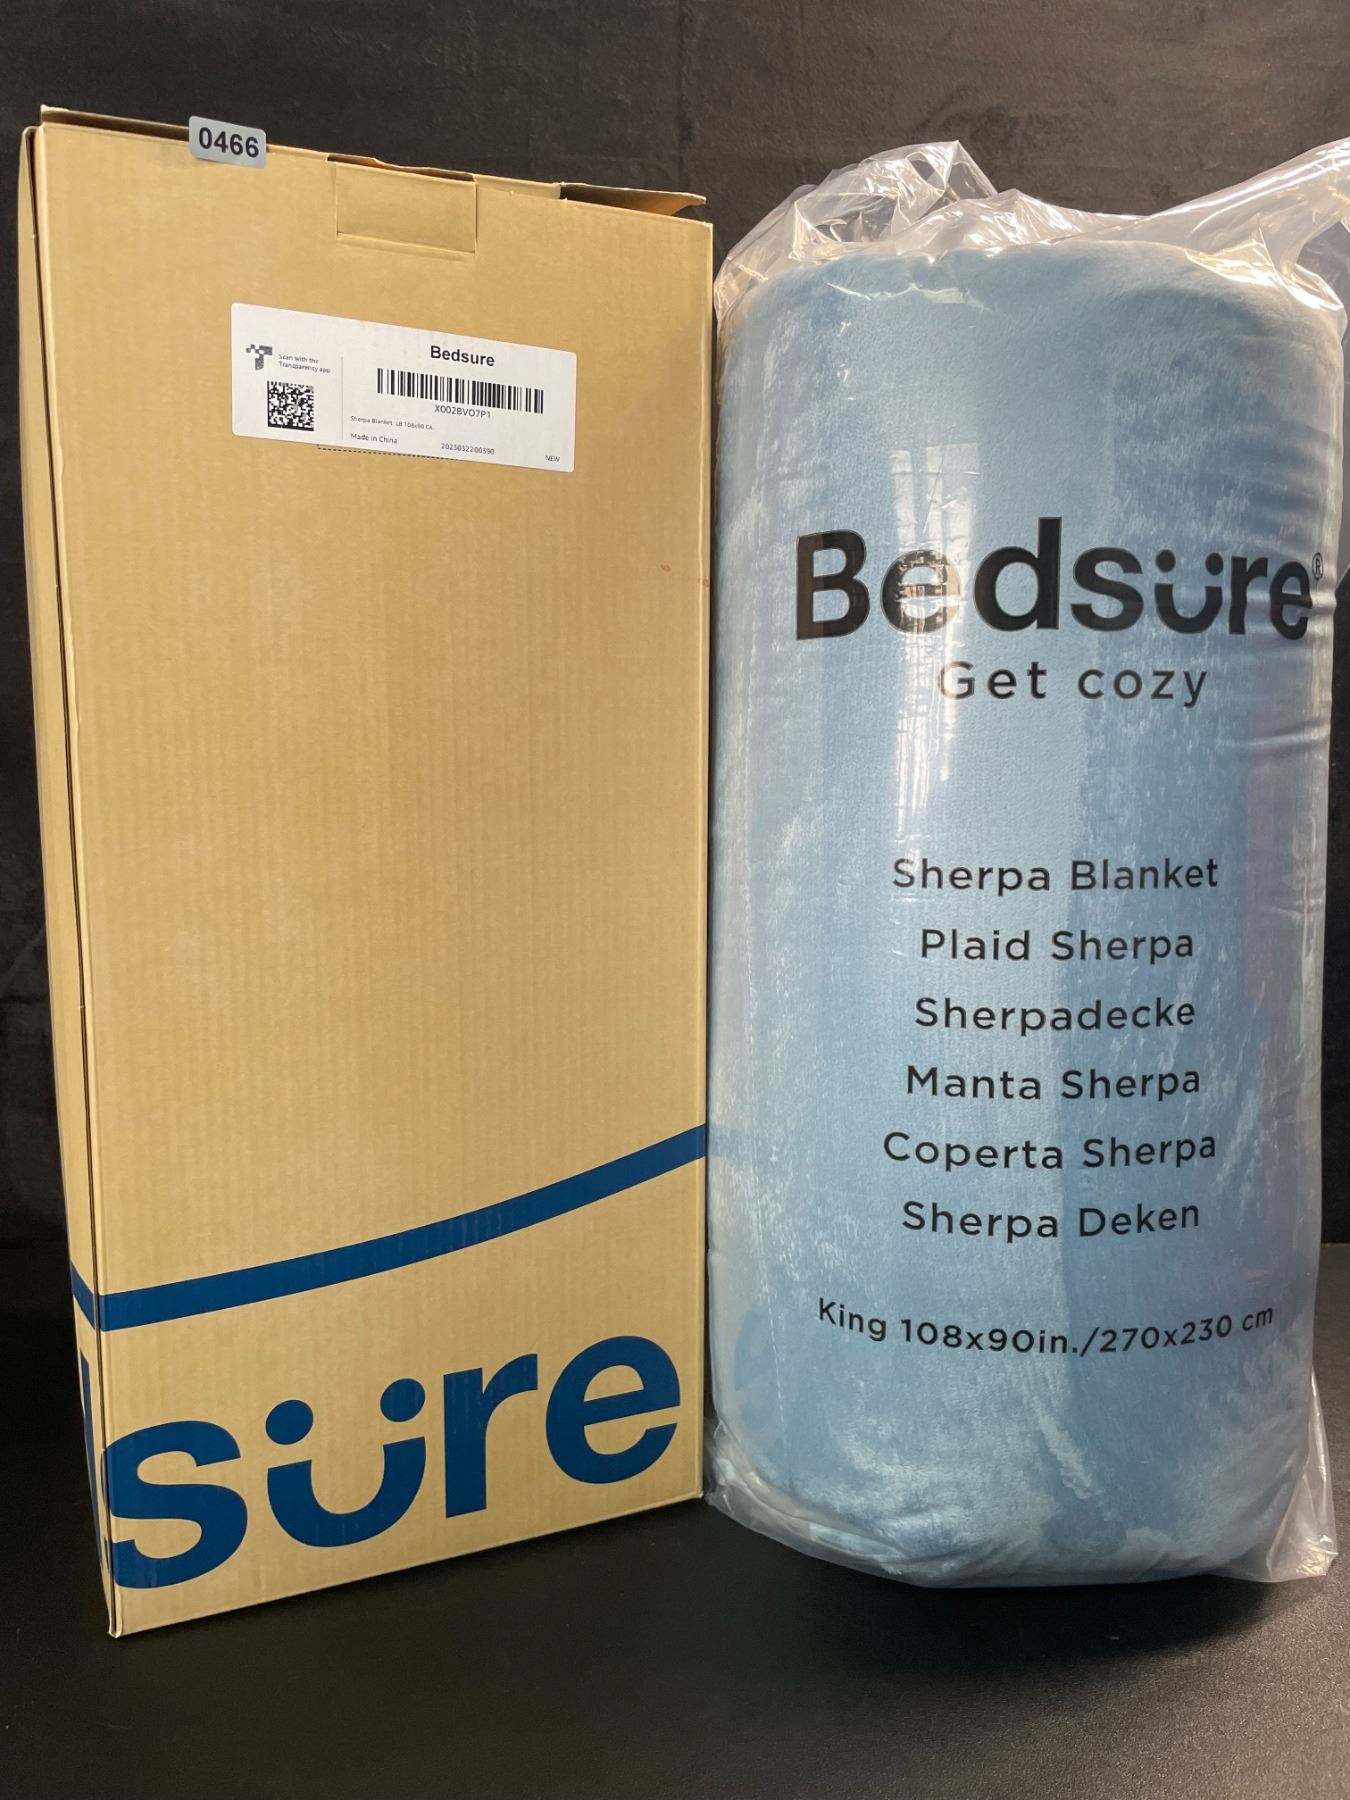 0466
Scan with the
Transparency app
Bedsure
X002BVO7P1
Sherpa Blanket LB 108x90 CA
Made in China
2023032200390
NEW
sure
Bedsure®
Get cozy
Sherpa Blanket
Plaid Sherpa
Sherpadecke
Manta Sherpa
Coperta Sherpa
Sherpa Deken
King 108x90in./270x230 cm